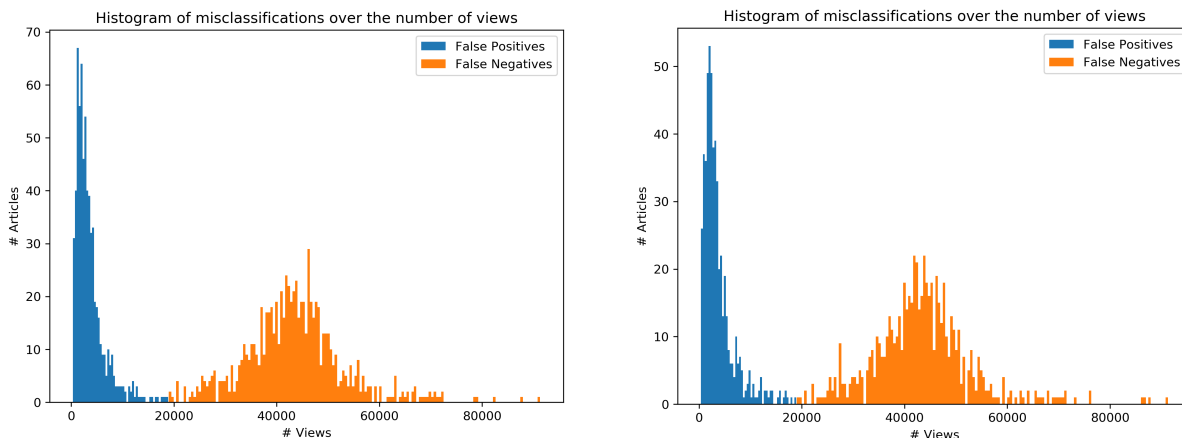 Histogram of misclassifications over the number of views
70
60
50
40
30
20
10
0
# Articles
False Positives
False Negatives
0
20000
40000
60000
80000
# Views
Histogram of misclassifications over the number of views
50
40
30
20
10
0
# Articles
False Positives
False Negatives
0
20000
40000
60000
80000
# Views